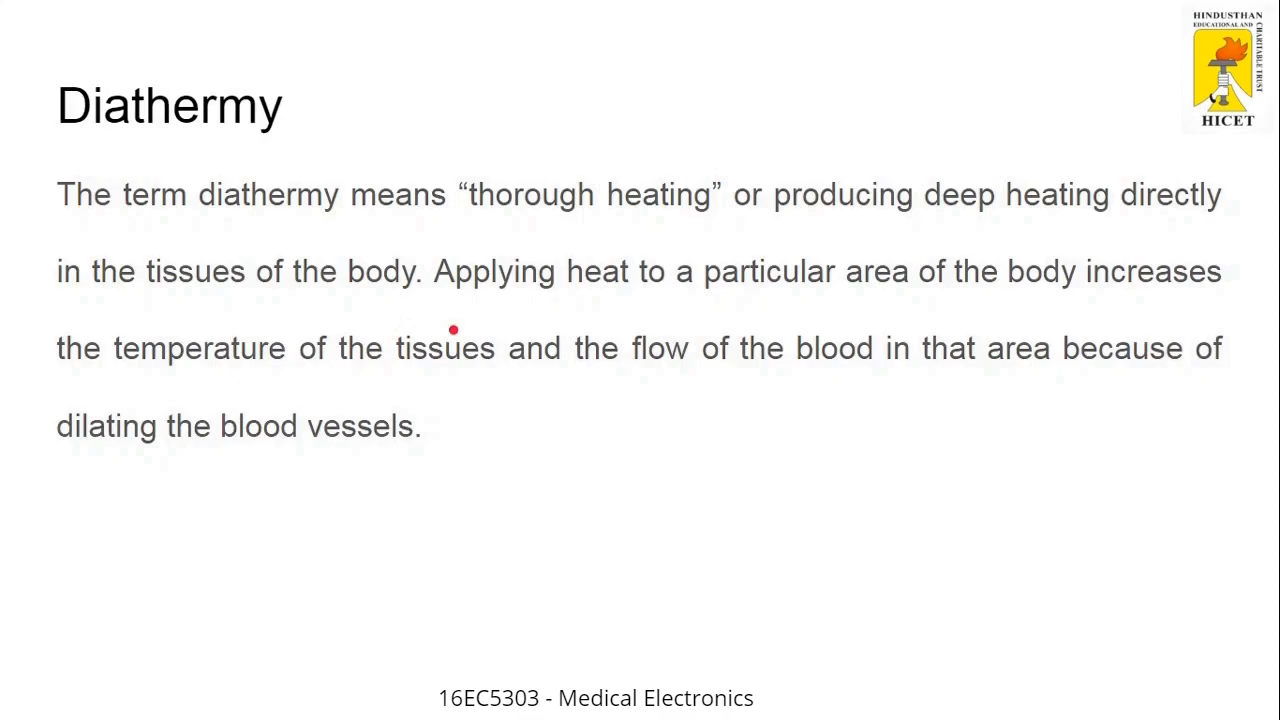 HINDUSTHAN
EDUCATIONAL AND
CHARITABLE TRUST
HICET
Diathermy
The term diathermy means “thorough heating” or producing deep heating directly
in the tissues of the body. Applying heat to a particular area of the body increases
the temperature of the tissues and the flow of the blood in that area because of
dilating the blood vessels.
16EC5303 - Medical Electronics